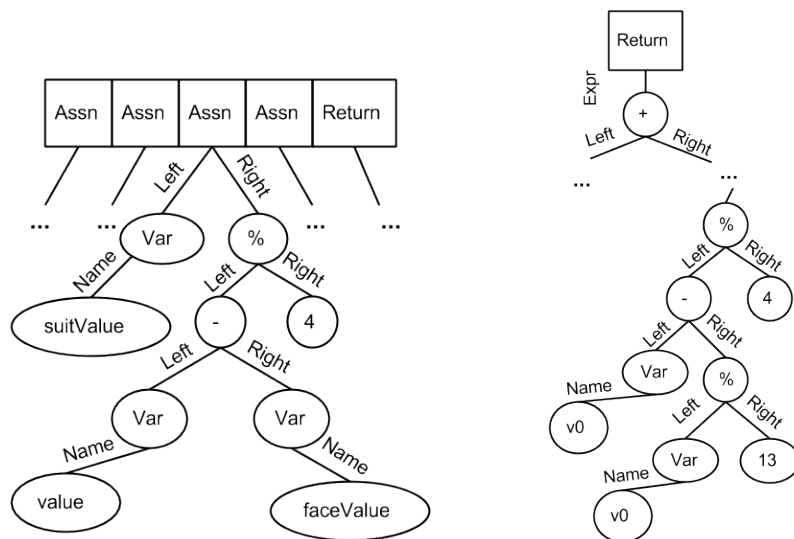 Assn Assn Assn Assn Return
Left Right
... ... ... ...
Var %
Name Left Right
suitValue - 4
Left Right
Var Var
Name Name
value faceValue
Return
Expr
+
Left Right
... ...
%
Left Right
- 4
Left Right
Var %
Name Left Right
v0 Var 13
Name
v0